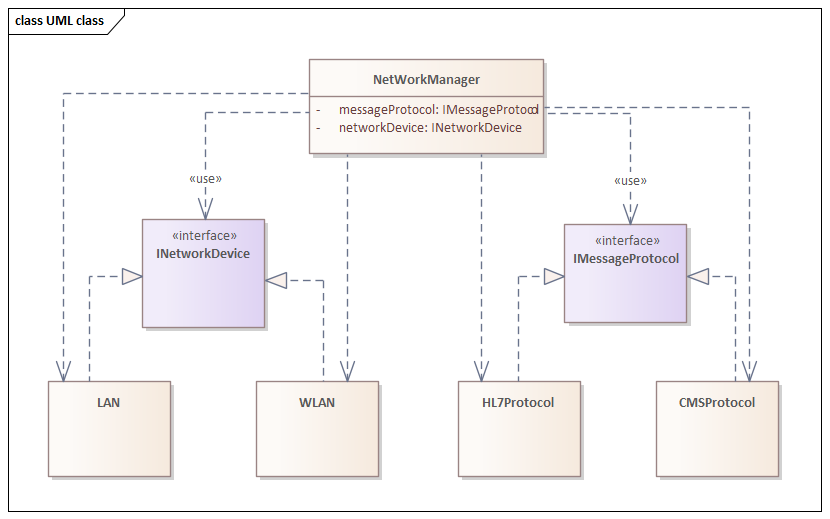 class UML class
NetWorkManager
- messageProtocol: IMessageProtocol
- networkDevice: INetworkDevice
«use»
«use»
«interface»
INetworkDevice
«interface»
IMessageProtocol
LAN
WLAN
HL7Protocol
CMSProtocol